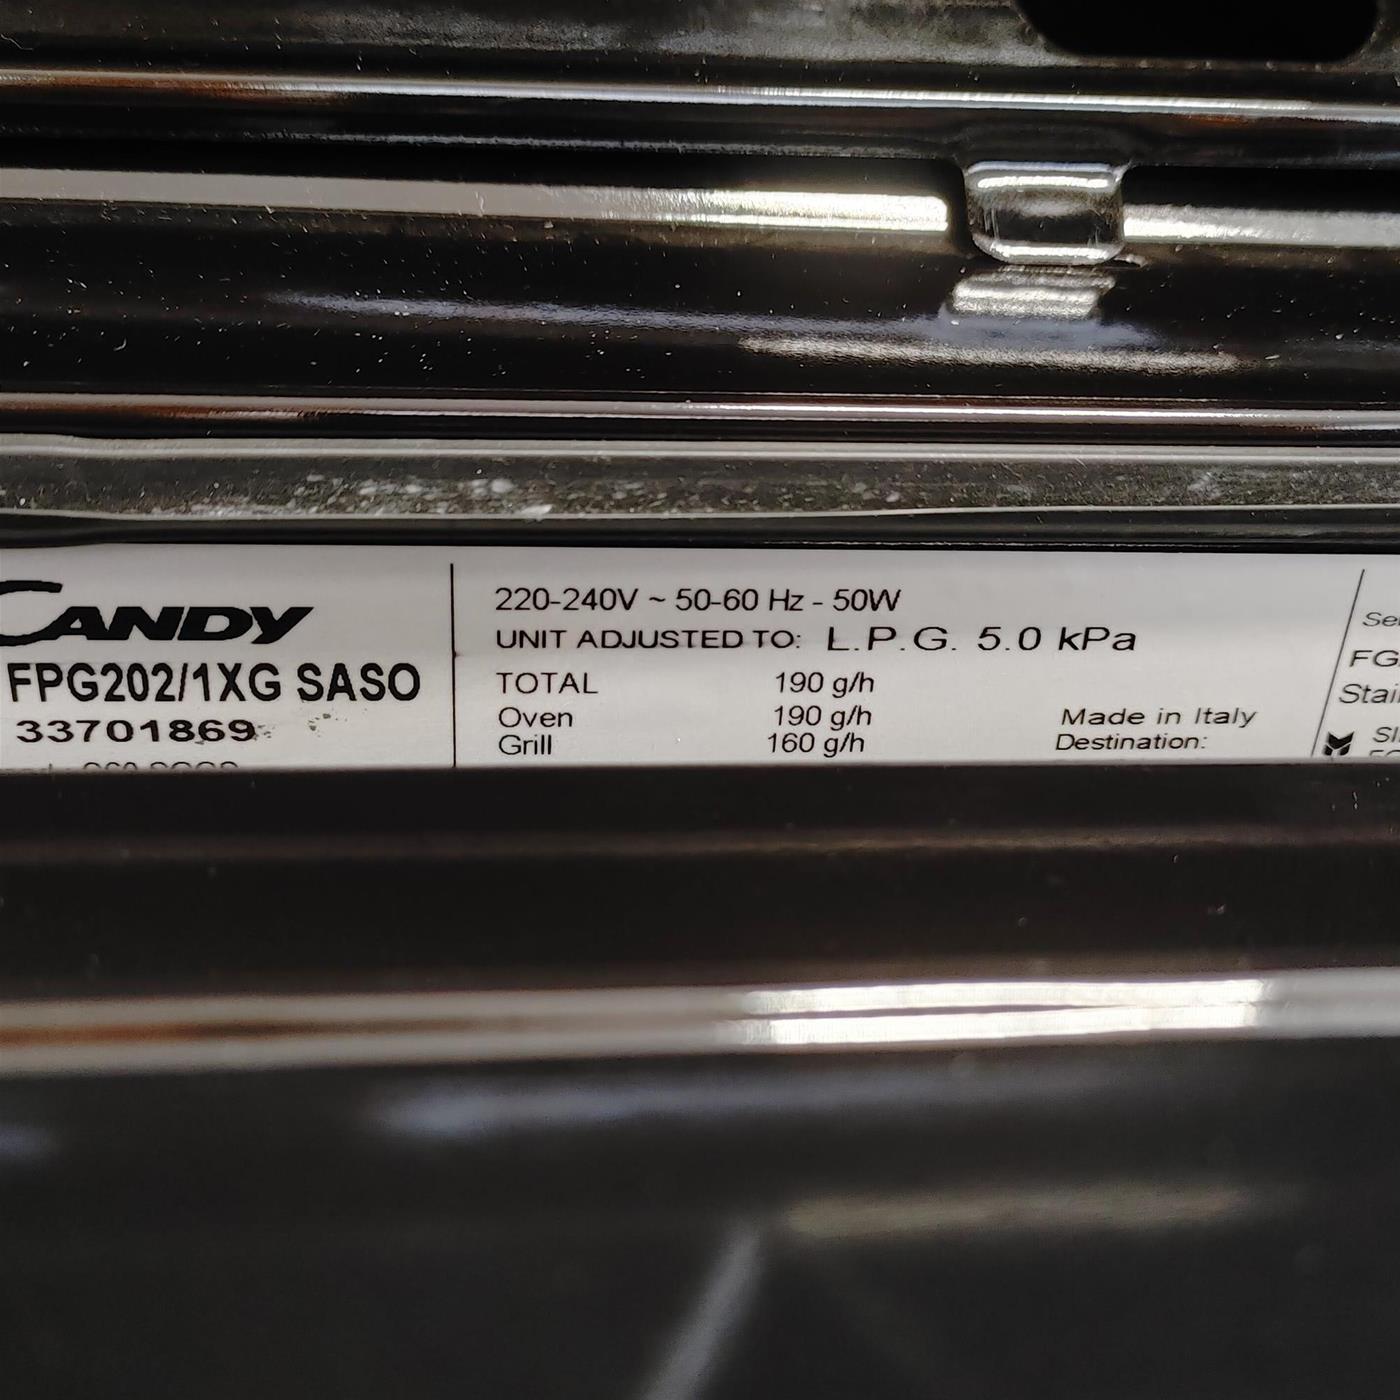 CANDY
FPG202/1XG SASO
33701869
220-240V ~ 50-60 Hz - 50W
UNIT ADJUSTED TO: L.P.G. 5.0 kPa
TOTAL 190 g/h
Oven 190 g/h
Grill 160 g/h
Made in Italy
Destination: